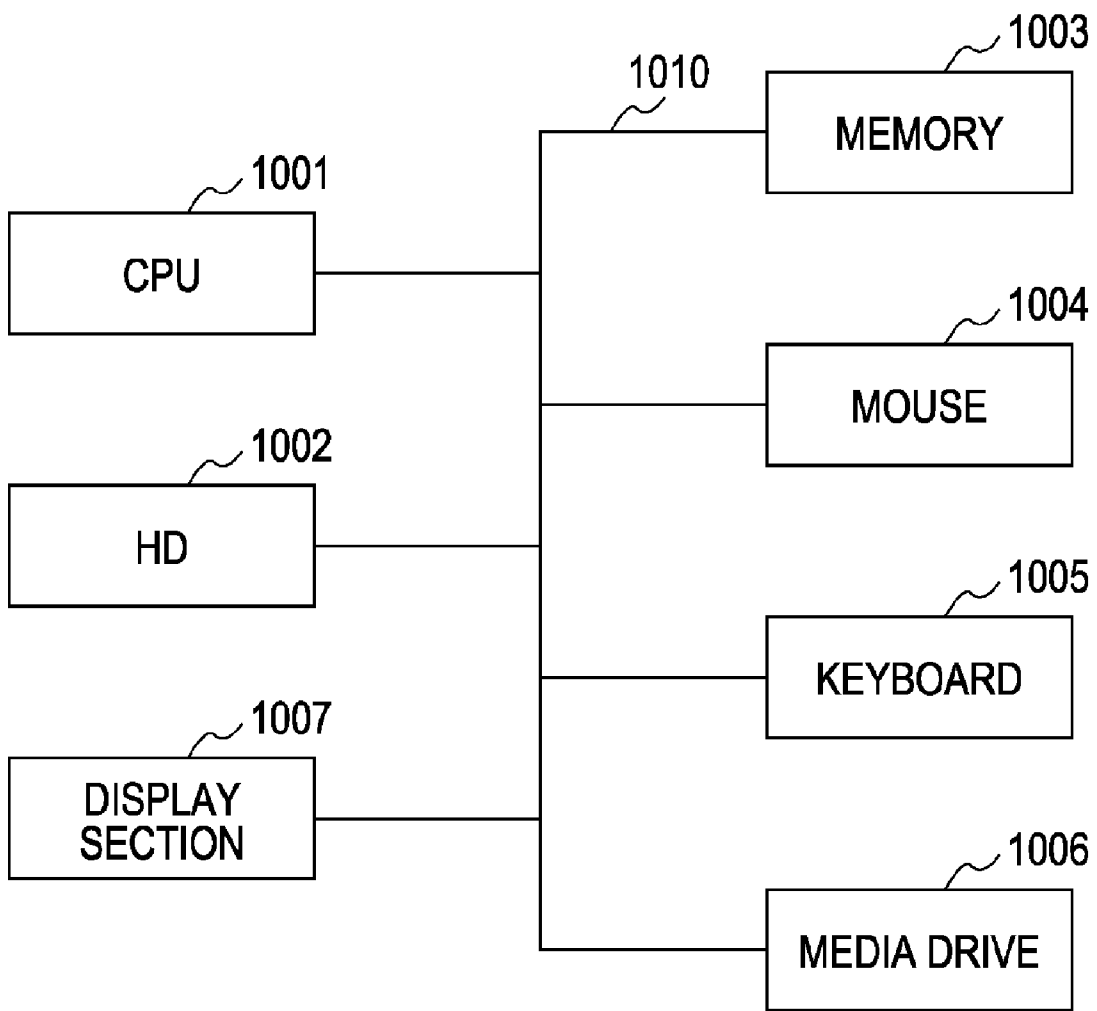 1003
MEMORY
1010
1001
CPU
1004
MOUSE
1002
HD
1005
KEYBOARD
1007
DISPLAY
SECTION
1006
MEDIA DRIVE